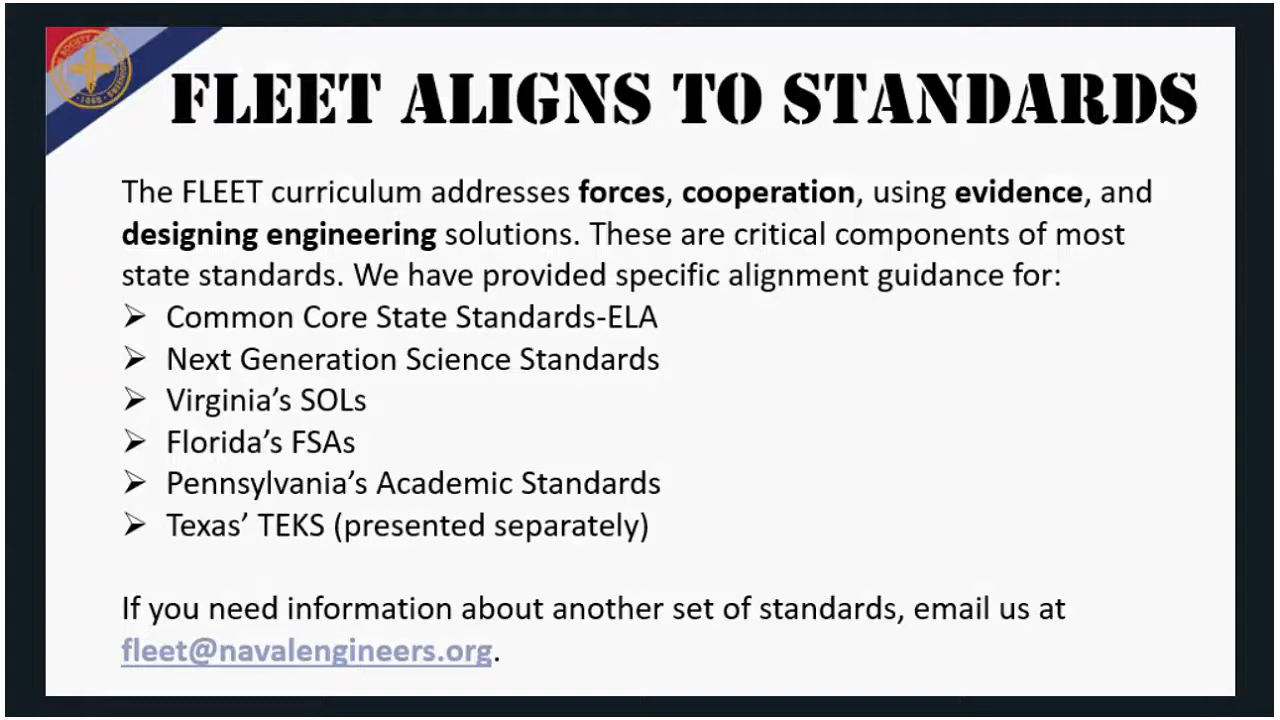 FLEET ALIGNS TO STANDARDS
The FLEET curriculum addresses forces, cooperation, using evidence, and
designing engineering solutions. These are critical components of most
state standards. We have provided specific alignment guidance for:
➢ Common Core State Standards-ELA
➢ Next Generation Science Standards
➢ Virginia’s SOLs
➢ Florida’s FSAs
➢ Pennsylvania’s Academic Standards
➢ Texas’ TEKS (presented separately)
If you need information about another set of standards, email us at
fleet@navalengineers.org.